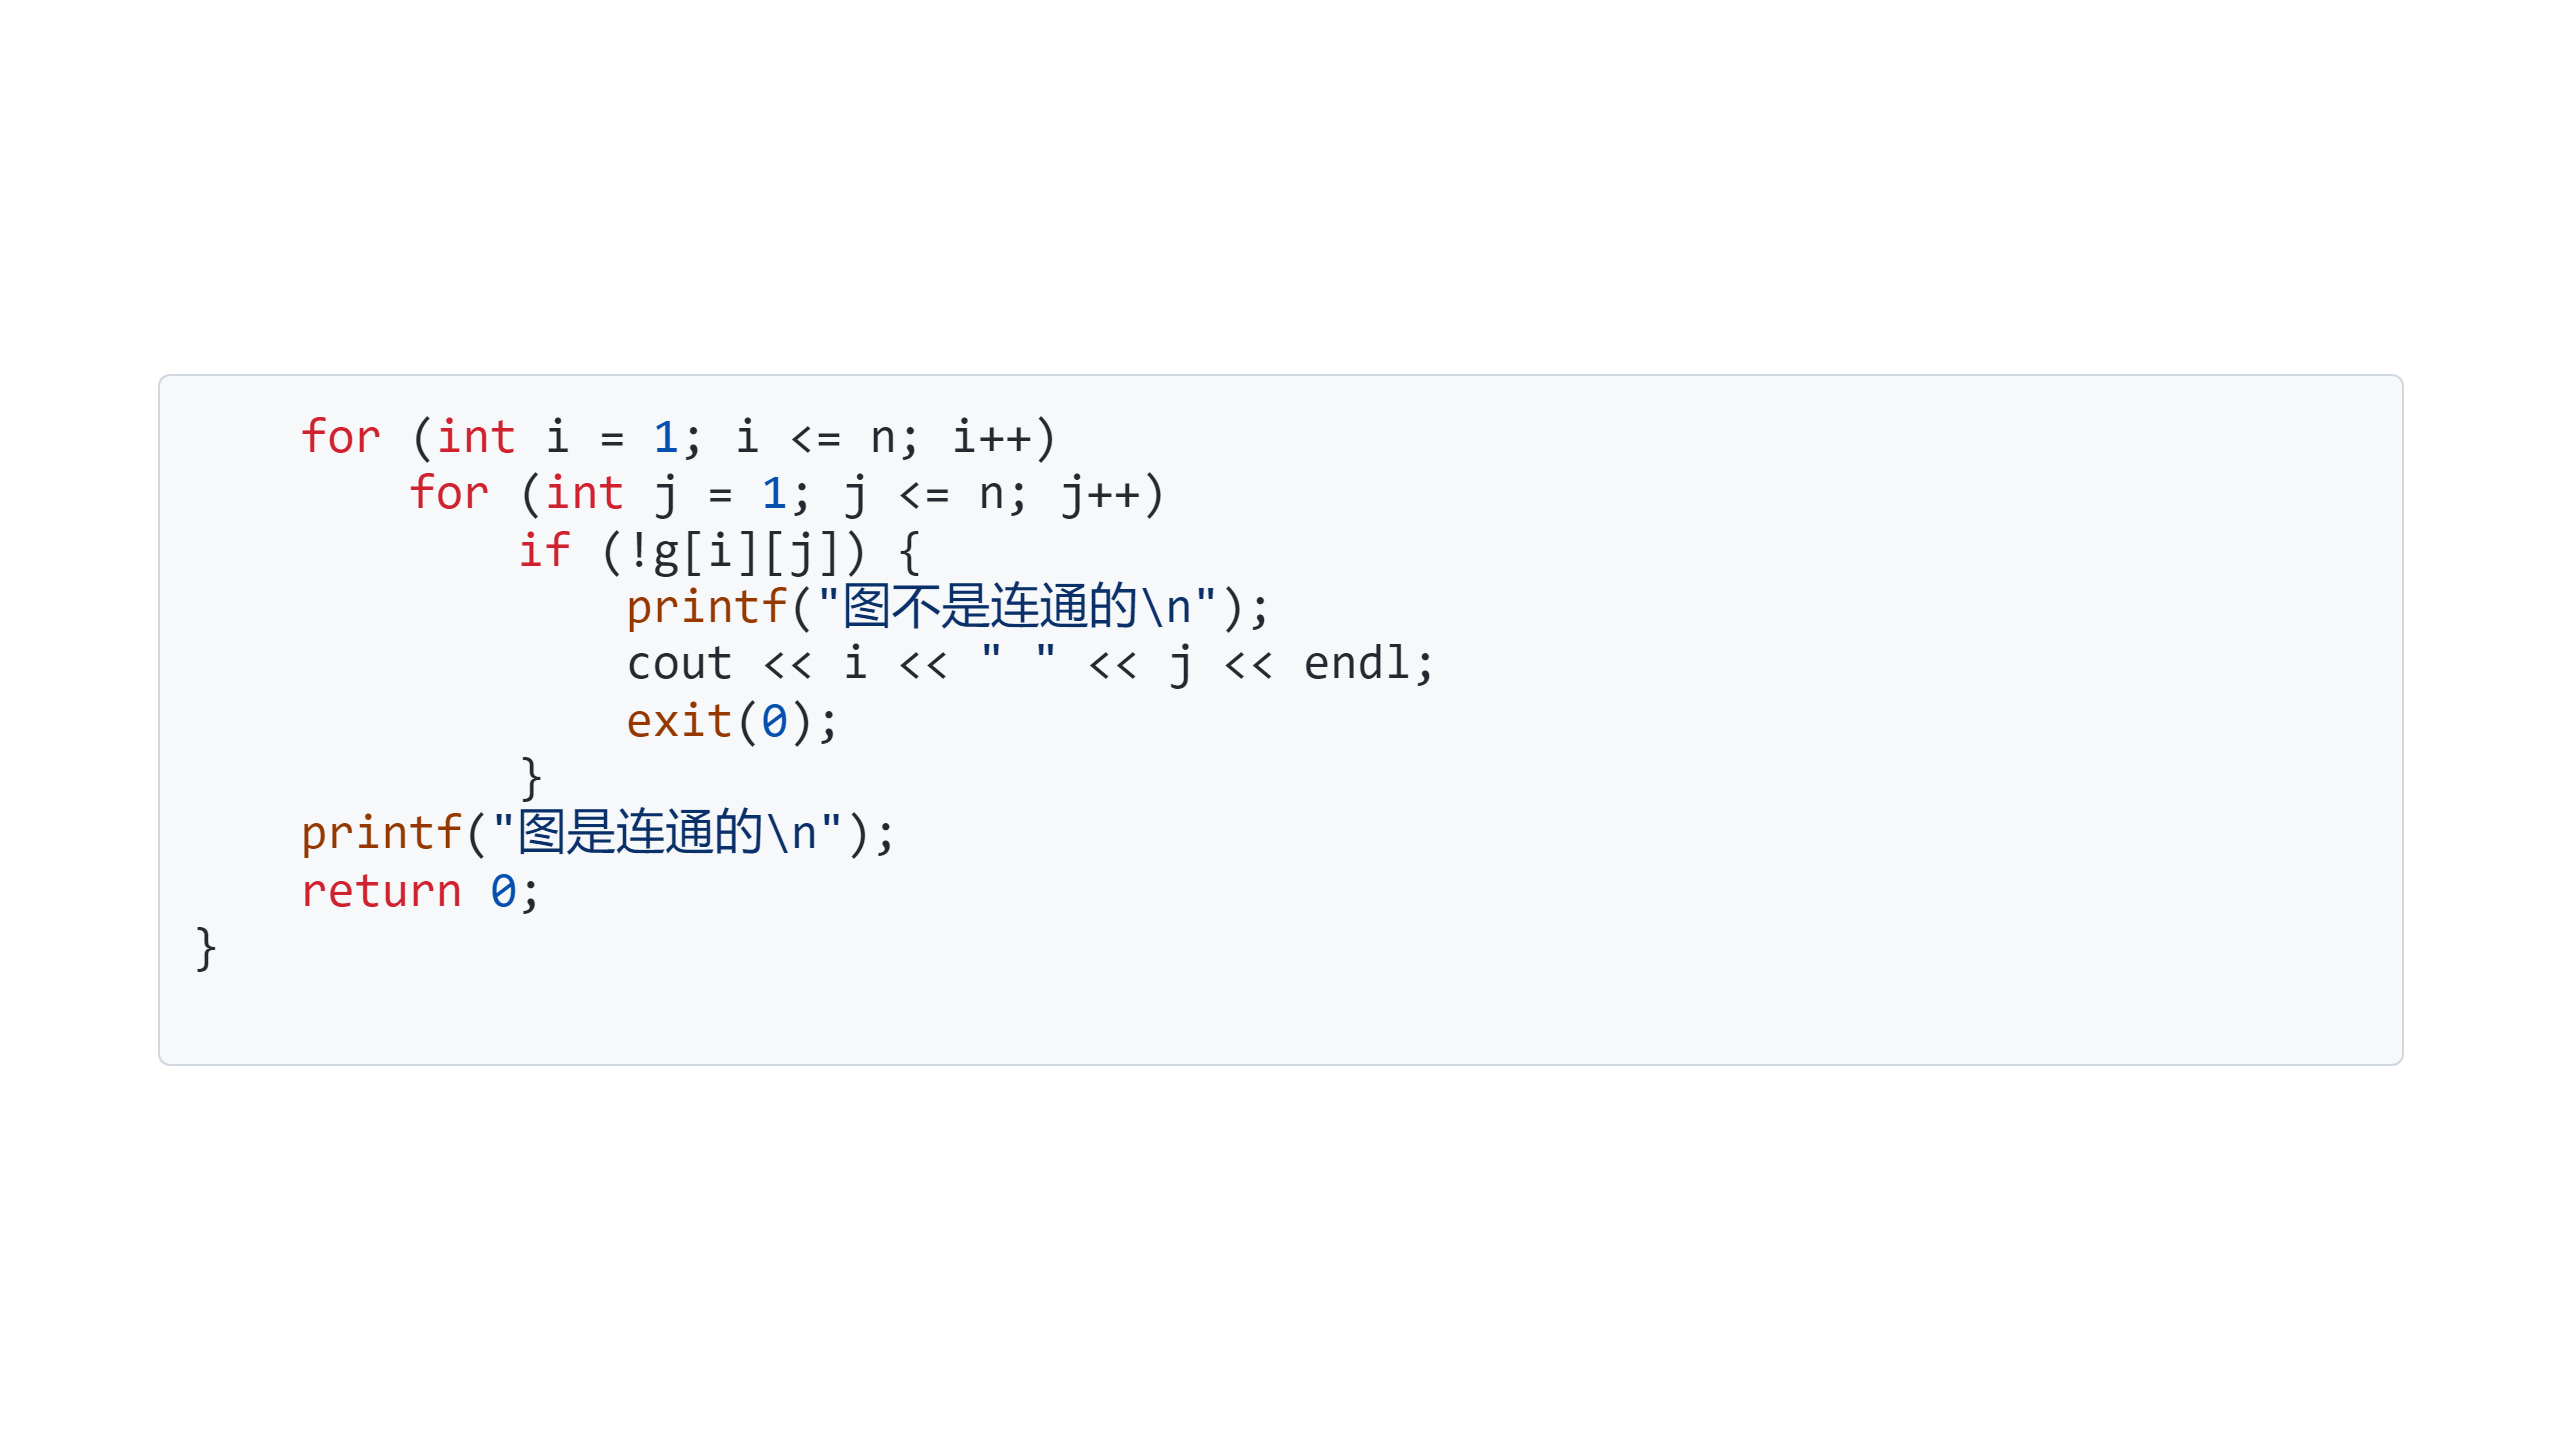 for (int i = 1; i <= n; i++)
        for (int j = 1; j <= n; j++)
            if (!g[i][j]) {
                printf("图不是连通的\n");
                cout << i << " " << j << endl;
                exit(0);
            }
    printf("图是连通的\n");
    return 0;
}